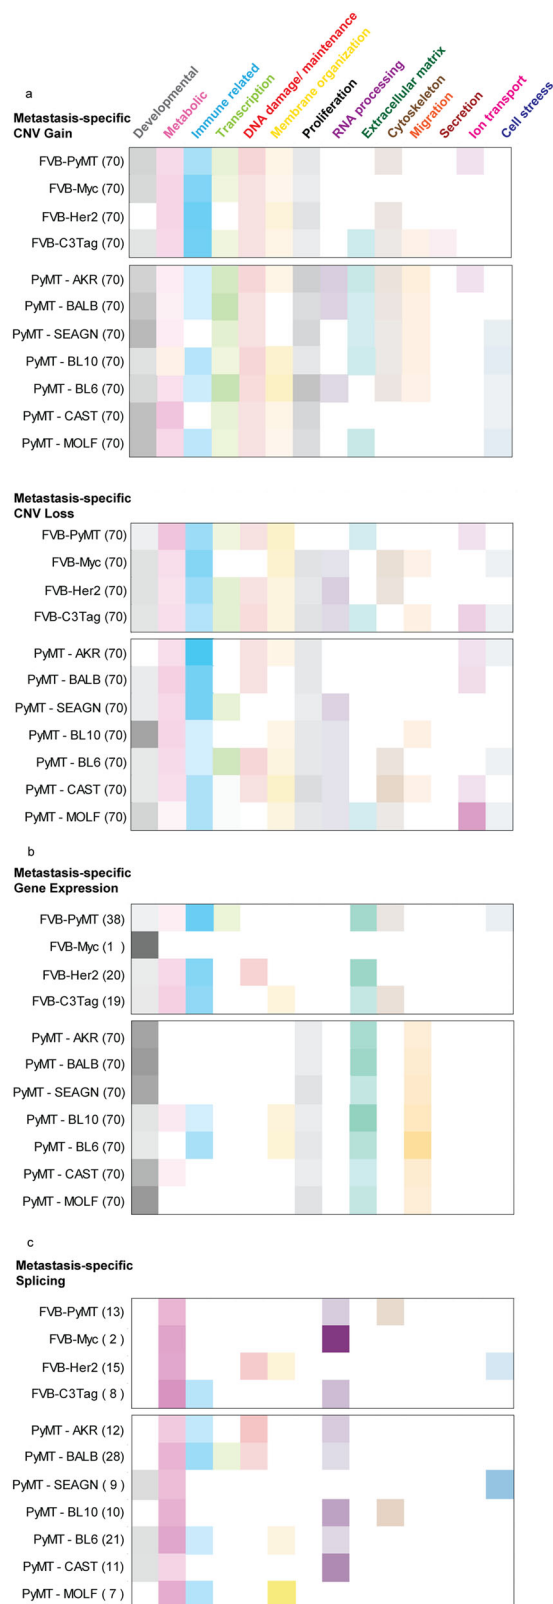 a
Developmental
Metabolic
Immune related
Transcription
DNA damage/ maintenance
Membrane organization
Proliferation
RNA processing
Extracellular matrix
Cytoskeleton
Migration
Secretion
Ion transport
Cell stress
Metastasis-specific
CNV Gain
FVB-PyMT (70)
FVB-Myc (70)
FVB-Her2 (70)
FVB-C3Tag (70)
PyMT - AKR (70)
PyMT - BALB (70)
PyMT - SEAGN (70)
PyMT - BL10 (70)
PyMT - BL6 (70)
PyMT - CAST (70)
PyMT - MOLF (70)
Metastasis-specific
CNV Loss
FVB-PyMT (70)
FVB-Myc (70)
FVB-Her2 (70)
FVB-C3Tag (70)
PyMT - AKR (70)
PyMT - BALB (70)
PyMT - SEAGN (70)
PyMT - BL10 (70)
PyMT - BL6 (70)
PyMT - CAST (70)
PyMT - MOLF (70)
b
Metastasis-specific
Gene Expression
FVB-PyMT (38)
FVB-Myc (1 )
FVB-Her2 (20)
FVB-C3Tag (19)
PyMT - AKR (70)
PyMT - BALB (70)
PyMT - SEAGN (70)
PyMT - BL10 (70)
PyMT - BL6 (70)
PyMT - CAST (70)
PyMT - MOLF (70)
c
Metastasis-specific
Splicing
FVB-PyMT (13)
FVB-Myc ( 2 )
FVB-Her2 (15)
FVB-C3Tag ( 8 )
PyMT - AKR (12)
PyMT - BALB (28)
PyMT - SEAGN ( 9 )
PyMT - BL10 (10)
PyMT - BL6 (21)
PyMT - CAST (11)
PyMT - MOLF ( 7 )